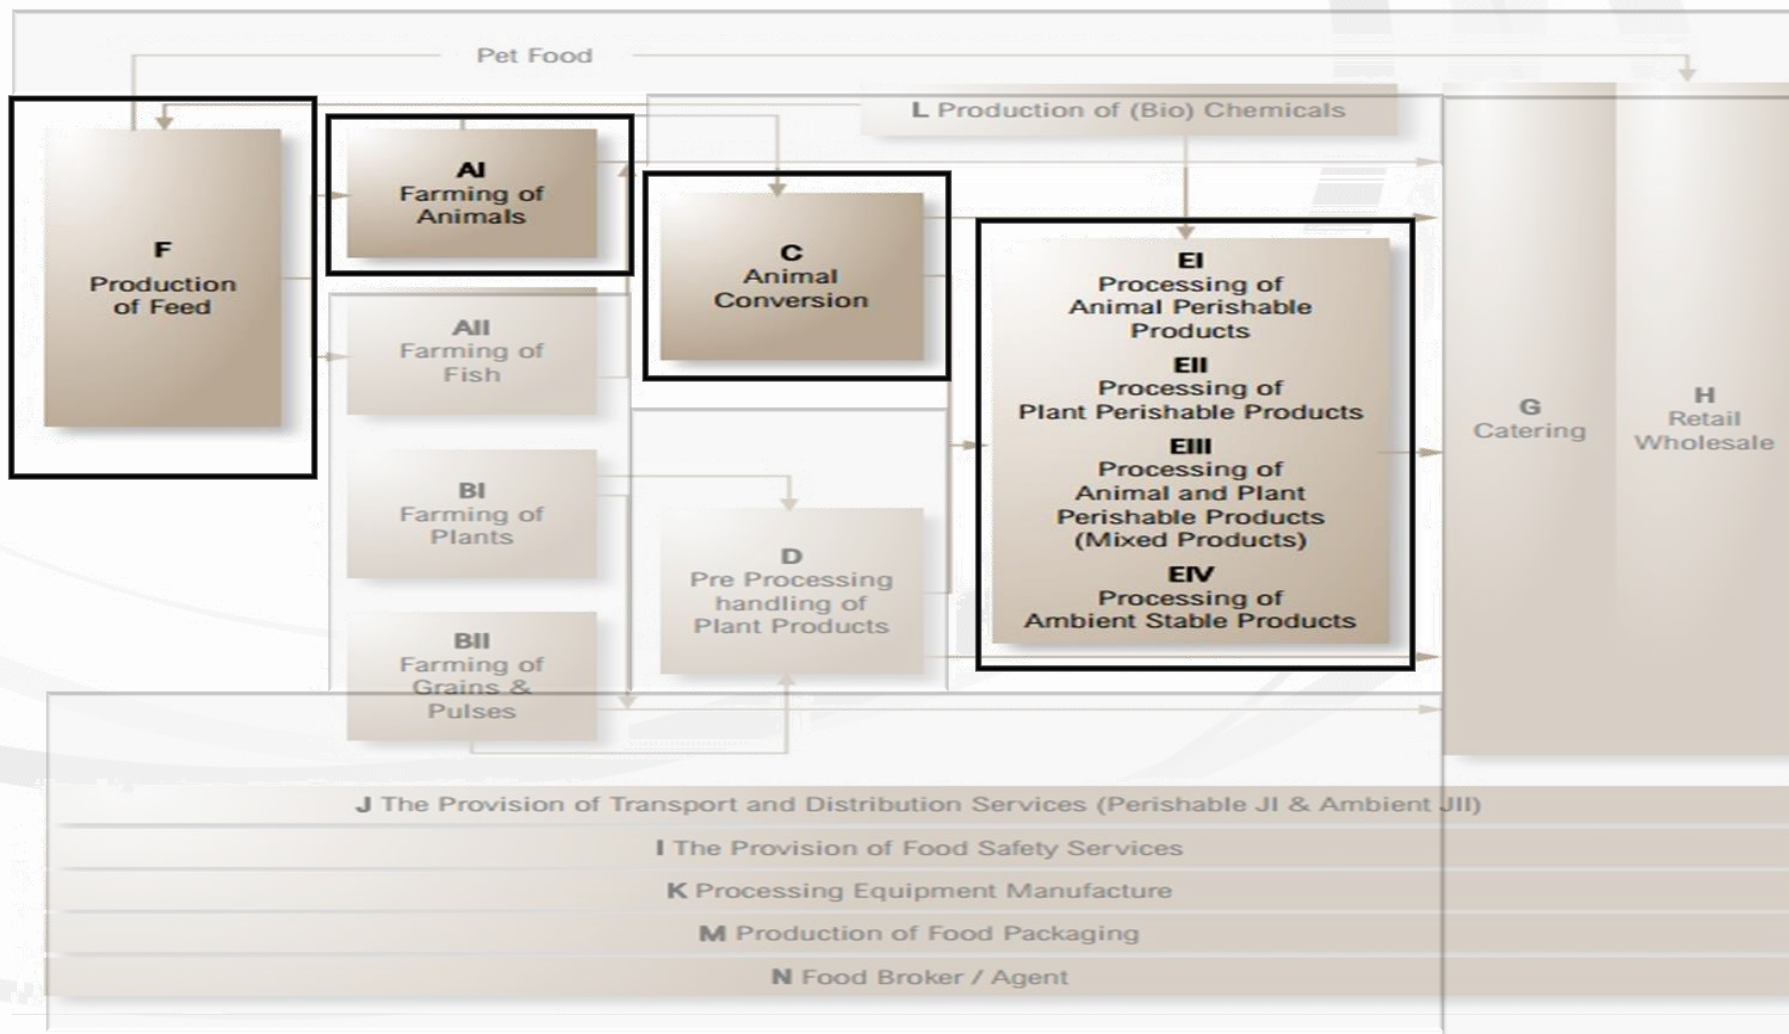 Pet Food
L Production of (Bio) Chemicals
F
Production
of Feed
AI
Farming of
Animals
AII
Farming of
Fish
BI
Farming of
Plants
BII
Farming of
Grains &
Pulses
C
Animal
Conversion
D
Pre Processing
handling of
Plant Products
EI
Processing of
Animal Perishable
Products
EII
Processing of
Plant Perishable Products
EIII
Processing of
Animal and Plant
Perishable Products
(Mixed Products)
EIV
Processing of
Ambient Stable Products
G
Catering
H
Retail
Wholesale
J The Provision of Transport and Distribution Services (Perishable JI & Ambient JII)
I The Provision of Food Safety Services
K Processing Equipment Manufacture
M Production of Food Packaging
N Food Broker / Agent